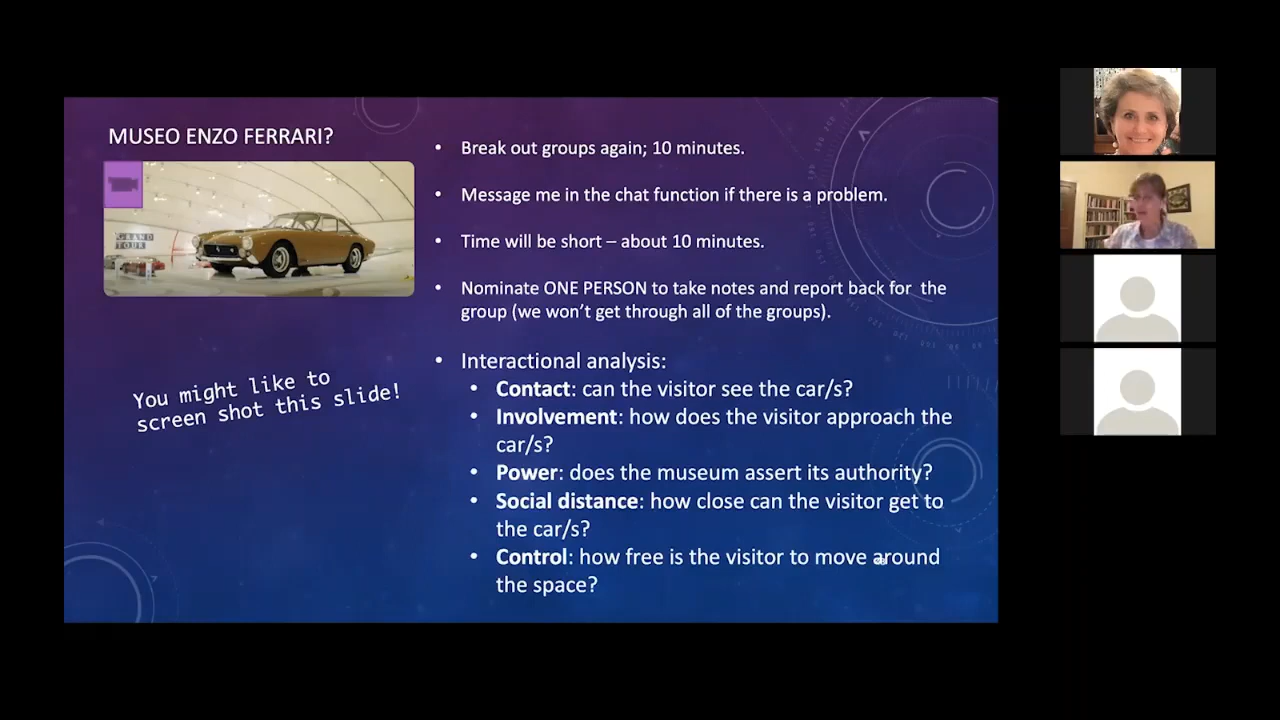 MUSEO ENZO FERRARI?
GRAND
TOUR
You might like to
screen shot this slide!
• Break out groups again; 10 minutes.
• Message me in the chat function if there is a problem.
• Time will be short – about 10 minutes.
• Nominate ONE PERSON to take notes and report back for the
group (we won't get through all of the groups).
• Interactional analysis:
• Contact: can the visitor see the car/s?
• Involvement: how does the visitor approach the
car/s?
• Power: does the museum assert its authority?
• Social distance: how close can the visitor get to
the car/s?
• Control: how free is the visitor to move around
the space?